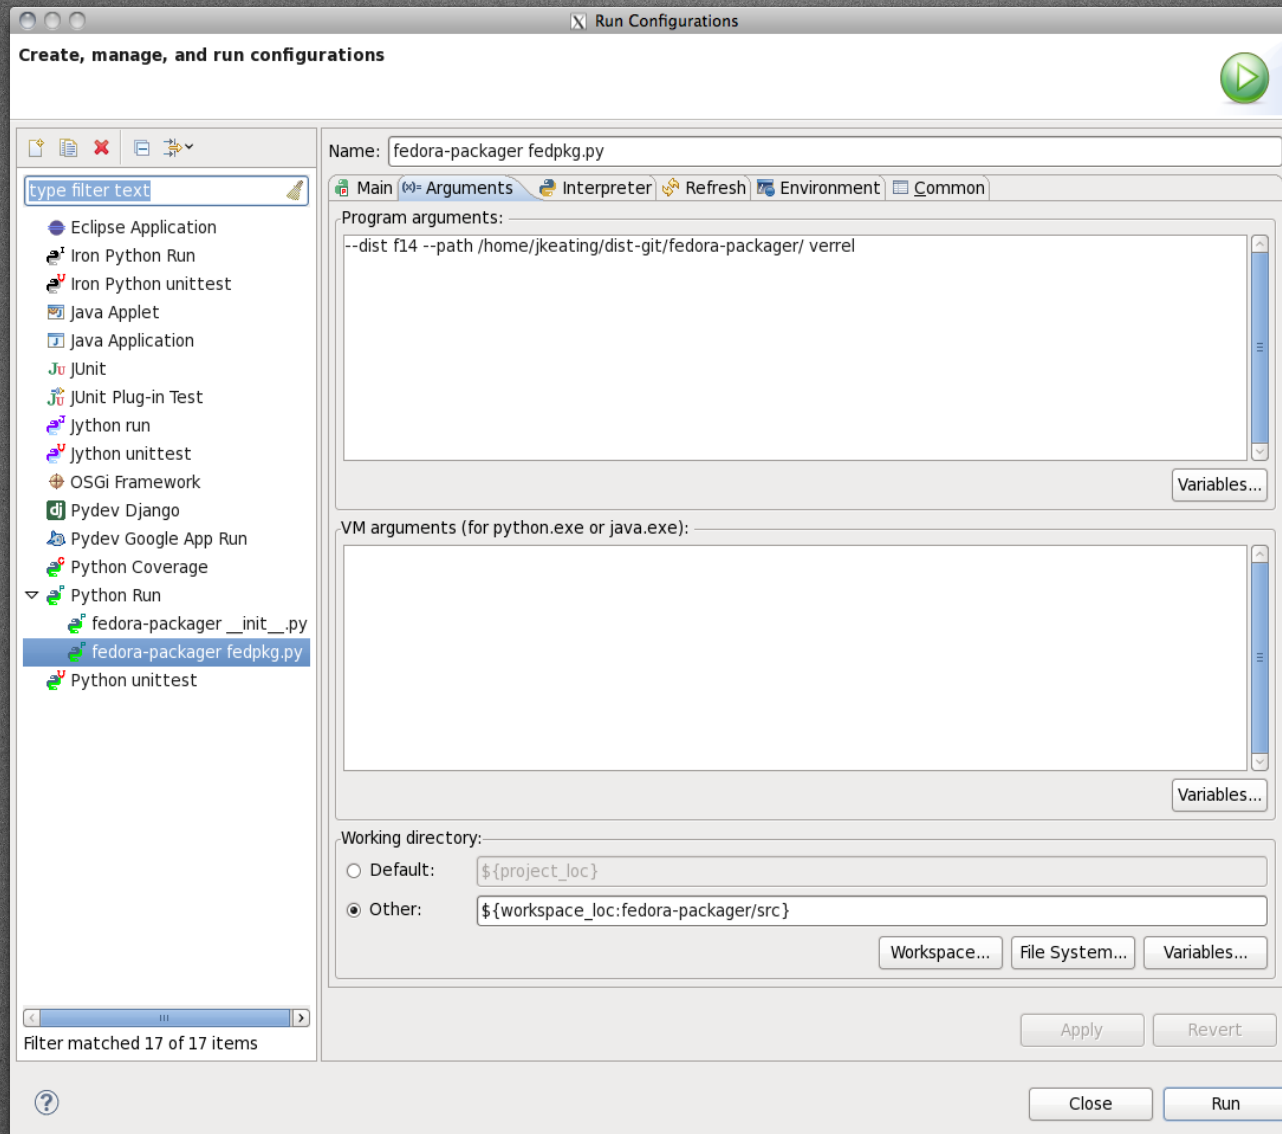 Run Configurations
Create, manage, and run configurations
type filter text
Eclipse Application
Iron Python Run
Iron Python unittest
Java Applet
Java Application
Ju JUnit
JUnit Plug-in Test
Jython run
Jython unittest
OSGi Framework
dj Pydev Django
Pydev Google App Run
Python Coverage
Python Run
fedora-packager __init__.py
fedora-packager fedpkg.py
Python unittest
Filter matched 17 of 17 items
Name: fedora-packager fedpkg.py
Main (x)= Arguments Interpreter Refresh Environment Common
Program arguments:
--dist f14 --path /home/jkeating/dist-git/fedora-packager/ verrel
Variables...
VM arguments (for python.exe or java.exe):
Variables...
Working directory:
Default: ${project_loc}
Other: ${workspace_loc:fedora-packager/src}
Workspace... File System... Variables...
Apply Revert
? Close Run